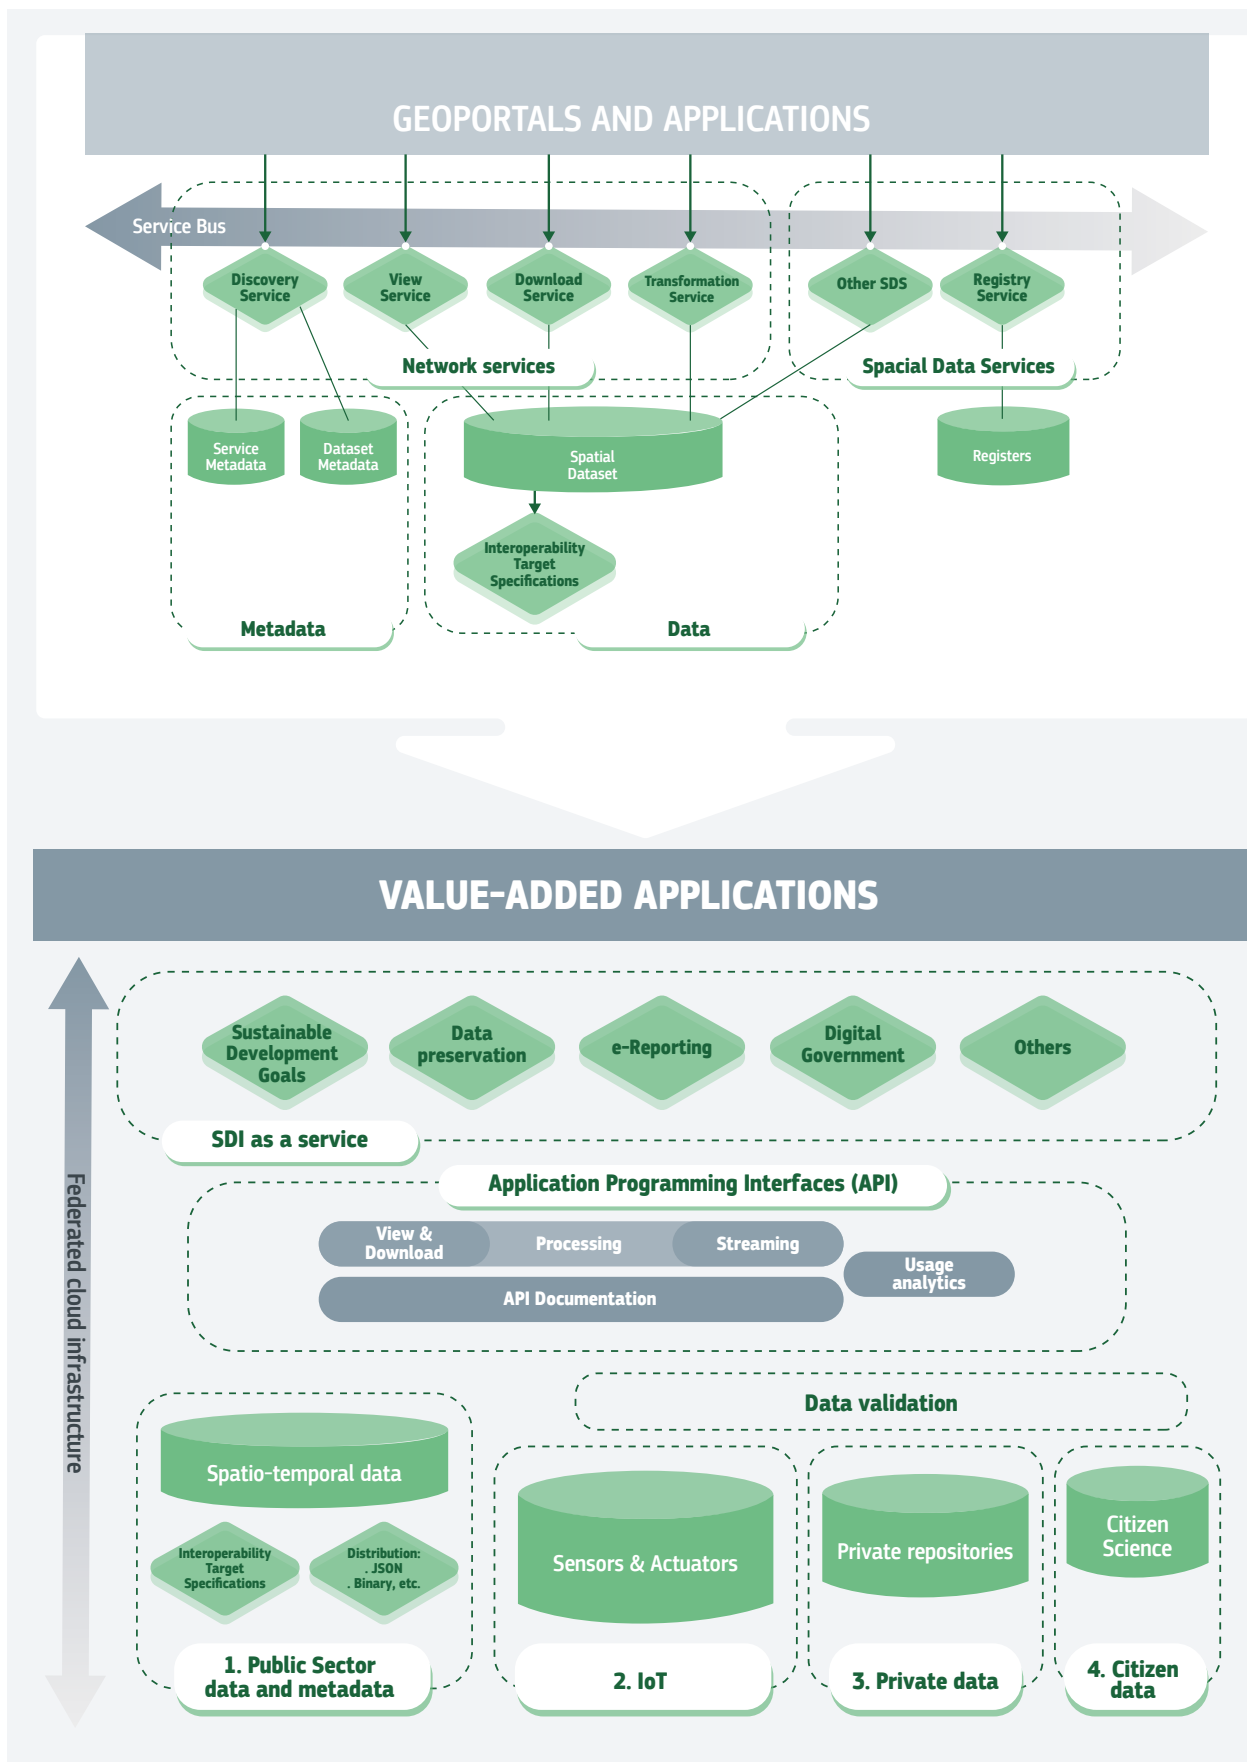 GEOPORTALS AND APPLICATIONS
Service Bus
Discovery
Service
View
Service
Download
Service
Transformation
Service
Other SDS
Registry
Service
Network services
Spacial Data Services
Service
Metadata
Dataset
Metadata
Spatial
Dataset
Registers
Interoperability
Target
Specifications
Metadata
Data
VALUE-ADDED APPLICATIONS
Federated cloud infrastructure
Sustainable
Development
Goals
Data
preservation
e-Reporting
Digital
Government
Others
SDI as a service
Application Programming Interfaces (API)
View &
Download
Processing
Streaming
Usage
analytics
API Documentation
Data validation
Spatio-temporal data
Interoperability
Target
Specifications
Distribution:
. JSON
. Binary, etc.
Sensors & Actuators
Private repositories
Citizen
Science
1. Public Sector
data and metadata
2. IoT
3. Private data
4. Citizen
data